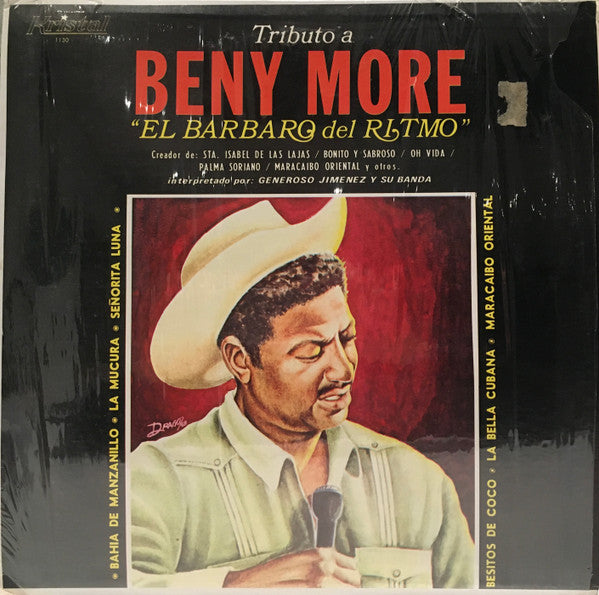 Kristal
1130
Tributo a
BENY MORE
"EL BARBARO del RITMO"
Creador de: STA. ISABEL DE LAS LAJAS / BONITO Y SABROSO / OH VIDA /
PALMA SORIANO / MARACAIBO ORIENTAL y otros.
interpretado por: GENEROSO JIMENEZ Y SU BANDA
* BAHIA DE MANZANILLO * LA MUCURA * SEÑORITA LUNA *
BESITOS DE COCO * LA BELLA CUBANA * MARACAIBO ORIENTAL